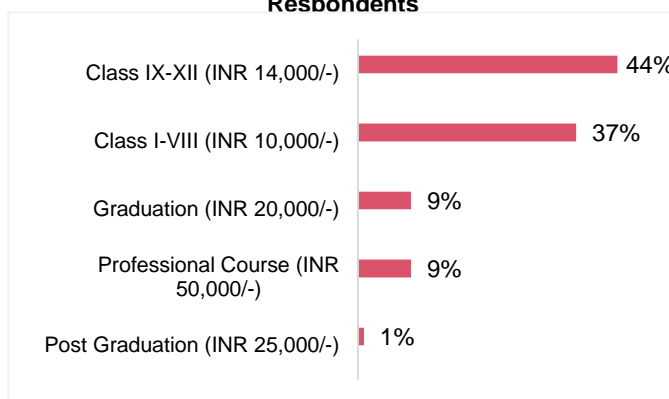 Respondents
Class IX-XII (INR 14,000/-)
44%
Class I-VIII (INR 10,000/-)
37%
Graduation (INR 20,000/-)
9%
Professional Course (INR
50,000/-)
9%
Post Graduation (INR 25,000/-)
1%